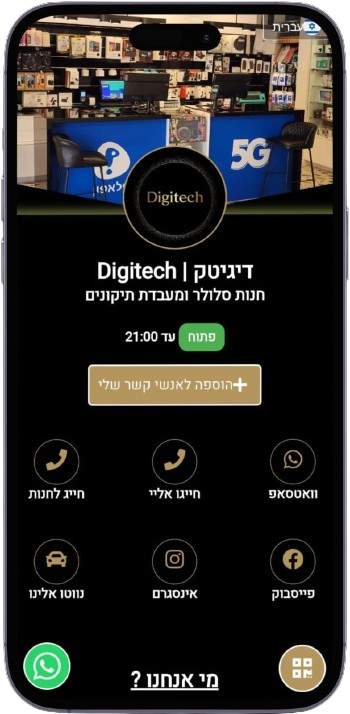 עברית
5G
Digitech
דיגיטק | Digitech
חנות סלולר ומעבדת תיקונים
פתוח עד 21:00
הוספה לאנשי קשר שלי+
וואטסאפ
חייגו אליי
חייג לחנות
פייסבוק
אינסגרם
נווטו אלינו
מי אנחנו ?